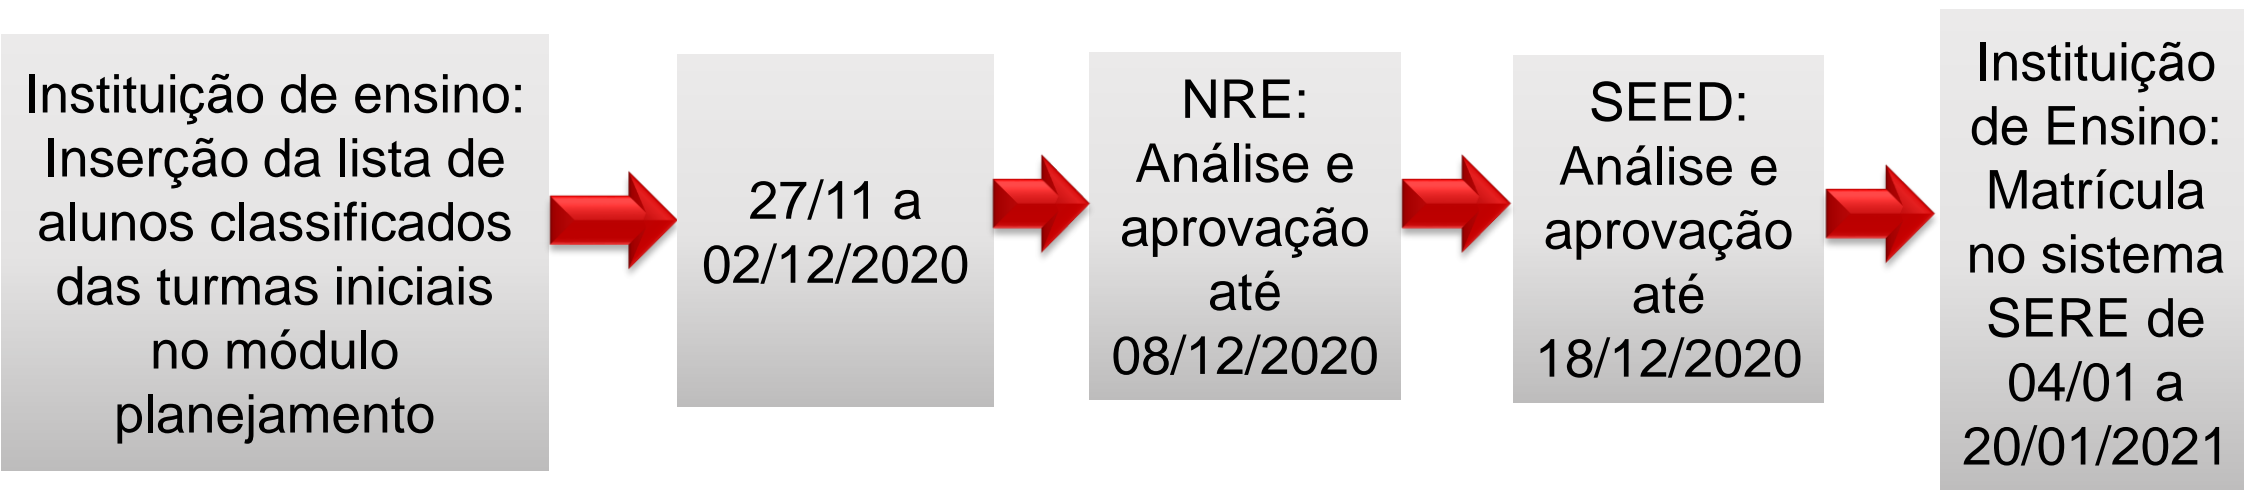 Instituição de ensino:
Inserção da lista de
alunos classificados
das turmas iniciais
no módulo
planejamento
27/11 a
02/12/2020
NRE:
Análise e
aprovação
até
08/12/2020
SEED:
Análise e
aprovação
até
18/12/2020
Instituição
de Ensino:
Matrícula
no sistema
SERE de
04/01 a
20/01/2021